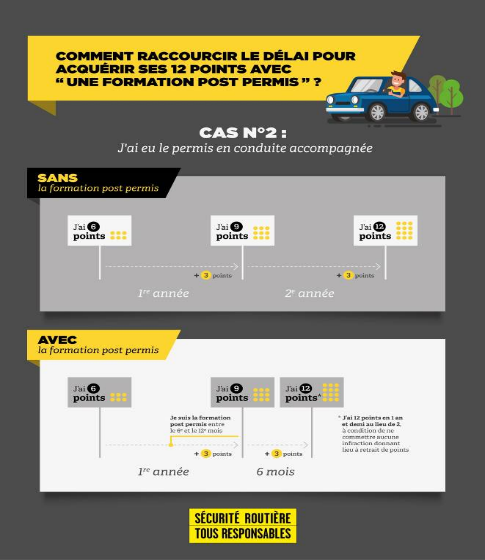 COMMENT RACCOURCIR LE DÉLAI POUR
ACQUÉRIR SES 12 POINTS AVEC
“ UNE FORMATION POST PERMIS ” ?
CAS N°2 :
J'ai eu le permis en conduite accompagnée
SANS
la formation post permis
J'ai 6
points
J'ai 9
points
J'ai 12
points
+ 3 points
+ 3 points
1re année
2e année
AVEC
la formation post permis
J'ai 6
points
J'ai 9
points
J'ai 12
points*
Je suis la formation
post permis entre
le 6e et le 12e mois
* J'ai 12 points en 1 an
et demi au lieu de 2,
à condition de ne
commettre aucune
infraction donnant
lieu à retrait de points
+ 3 points
+ 3 points
1re année
6 mois
SÉCURITÉ ROUTIÈRE
TOUS RESPONSABLES